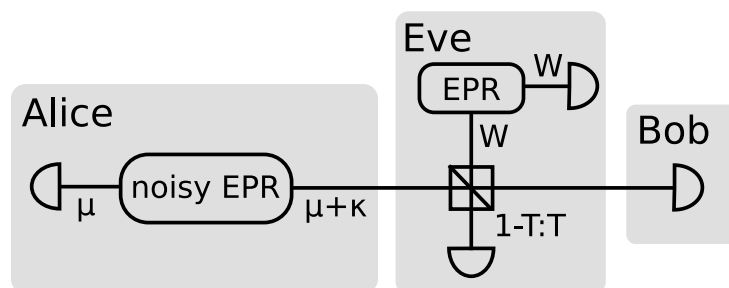 Alice
noisy EPR
μ
μ+κ
Eve
EPR
W
W
1-T:T
Bob